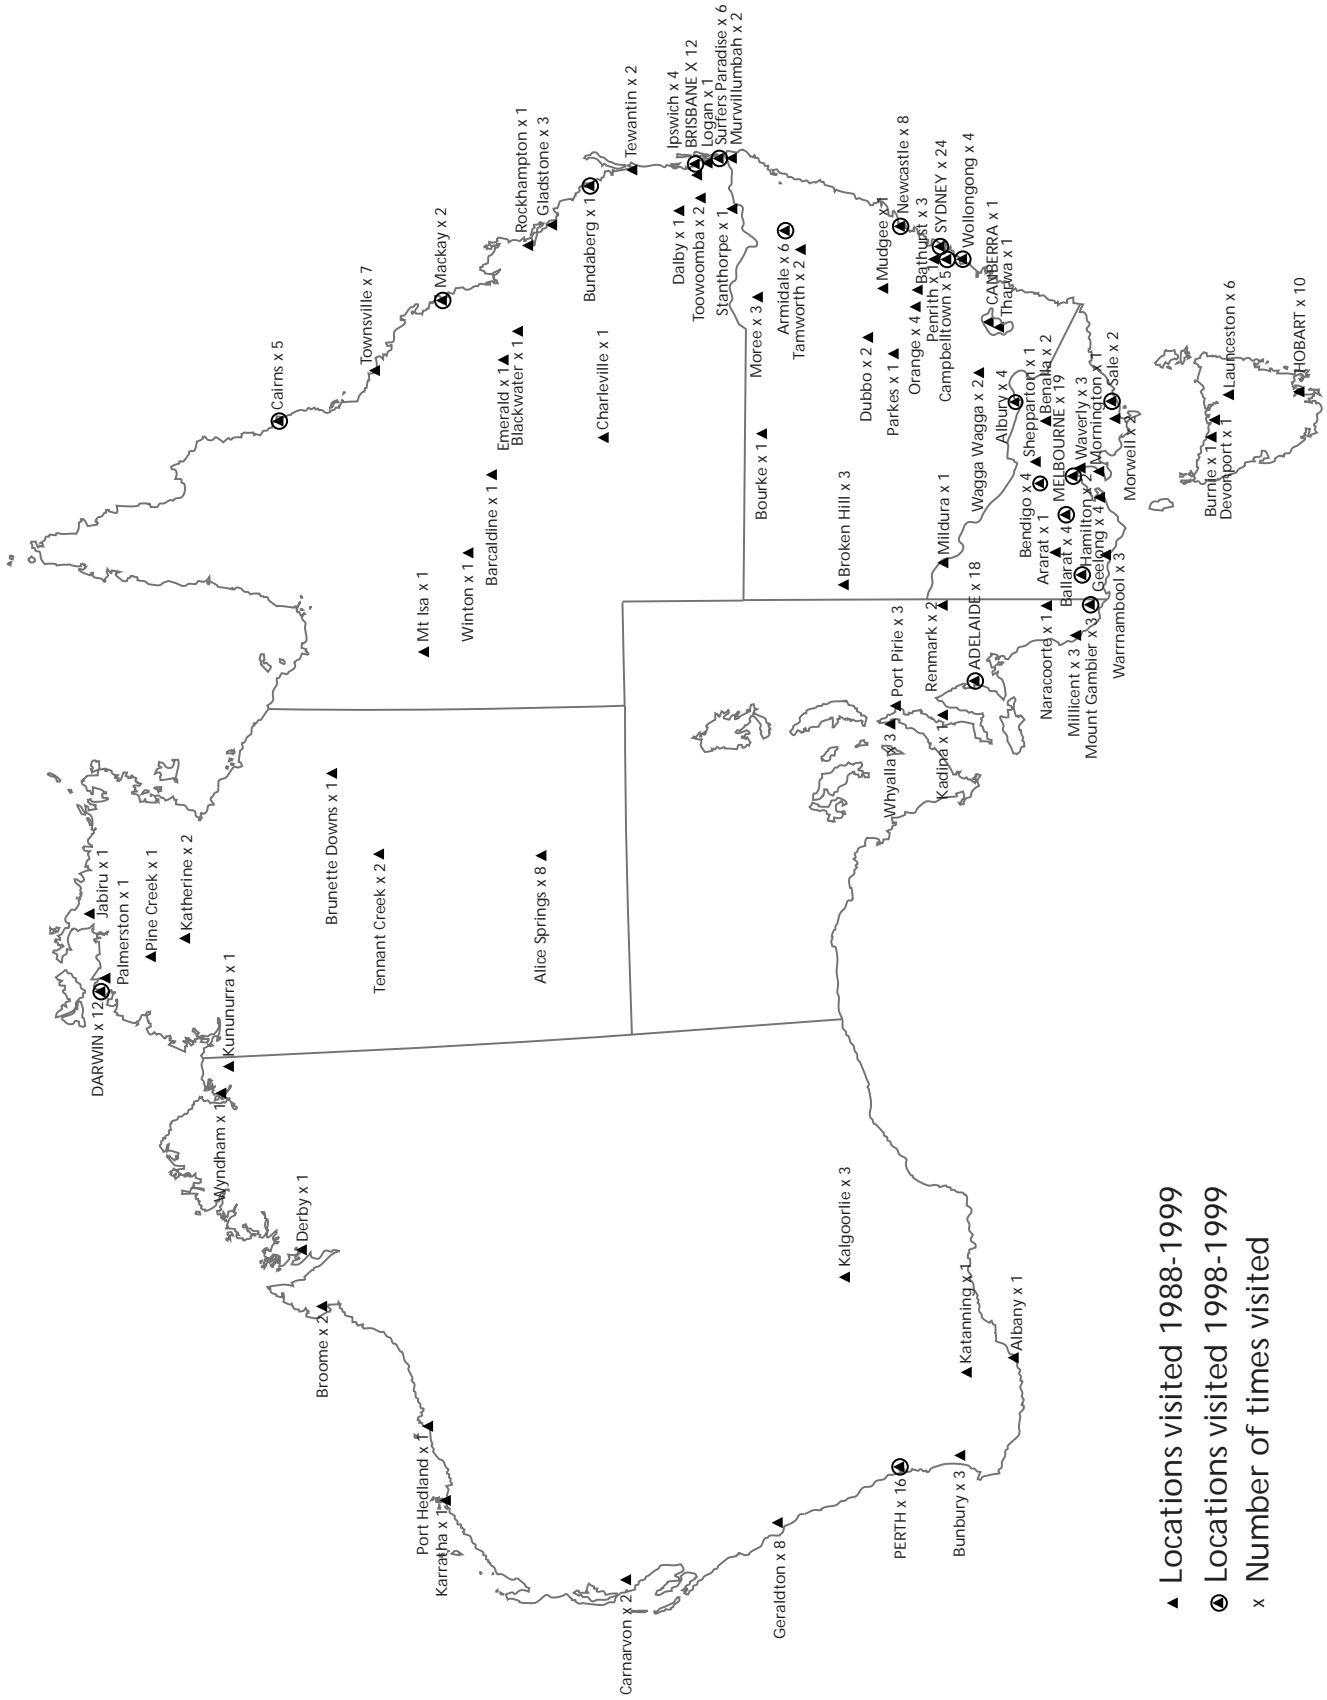 DARWIN x 12
Jabiru x 1
Palmerston x 1
Pine Creek x 1
Katherine x 2
Kununurra x 1
Wyndham x 1
Derby x 1
Broome x 2
Port Hedland x 1
Karratha x 1
Carnarvon x 2
Geraldton x 8
PERTH x 16
Bunbury x 3
Katanning x 1
Albany x 1
Kalgoorlie x 3
Brunette Downs x 1
Tennant Creek x 2
Alice Springs x 8
Cairns x 5
Townsville x 7
Mackay x 2
Rockhampton x 1
Gladstone x 3
Bundaberg x 1
Tewantin x 2
Ipswich x 4
BRISBANE X 12
Logan x 1
Surfers Paradise x 6
Murwillumbah x 2
Dalby x 1
Toowoomba x 2
Stanthorpe x 1
Emerald x 1
Blackwater x 1
Charleville x 1
Barcaldine x 1
Winton x 1
Mt Isa x 1
Moree x 3
Armidale x 6
Tamworth x 2
Bourke x 1
Broken Hill x 3
Mudgee x 1
Newcastle x 8
Bathurst x 3
SYDNEY x 24
Wollongong x 4
CANBERRA x 1
Tharwa x 1
Dubbo x 2
Parkes x 1
Orange x 4
Penrith x 1
Campbelltown x 5
Wagga Wagga x 2
Albury x 4
Mildura x 1
Shepparton x 1
Benalla x 2
Bendigo x 4
MELBOURNE x 19
Waverly x 3
Mornington x 1
Sale x 2
Morwell x 2
Ararat x 1
Ballarat x 4
Hamilton x 2
Geelong x 4
Warrnambool x 3
Port Pirie x 3
Renmark x 2
ADELAIDE x 18
Whyalla x 3
Kadina x 1
Naracoorte x 1
Millicent x 3
Mount Gambier x 3
Burnie x 1
Devonport x 1
Launceston x 6
HOBART x 10
Locations visited 1988-1999
Locations visited 1998-1999
x Number of times visited